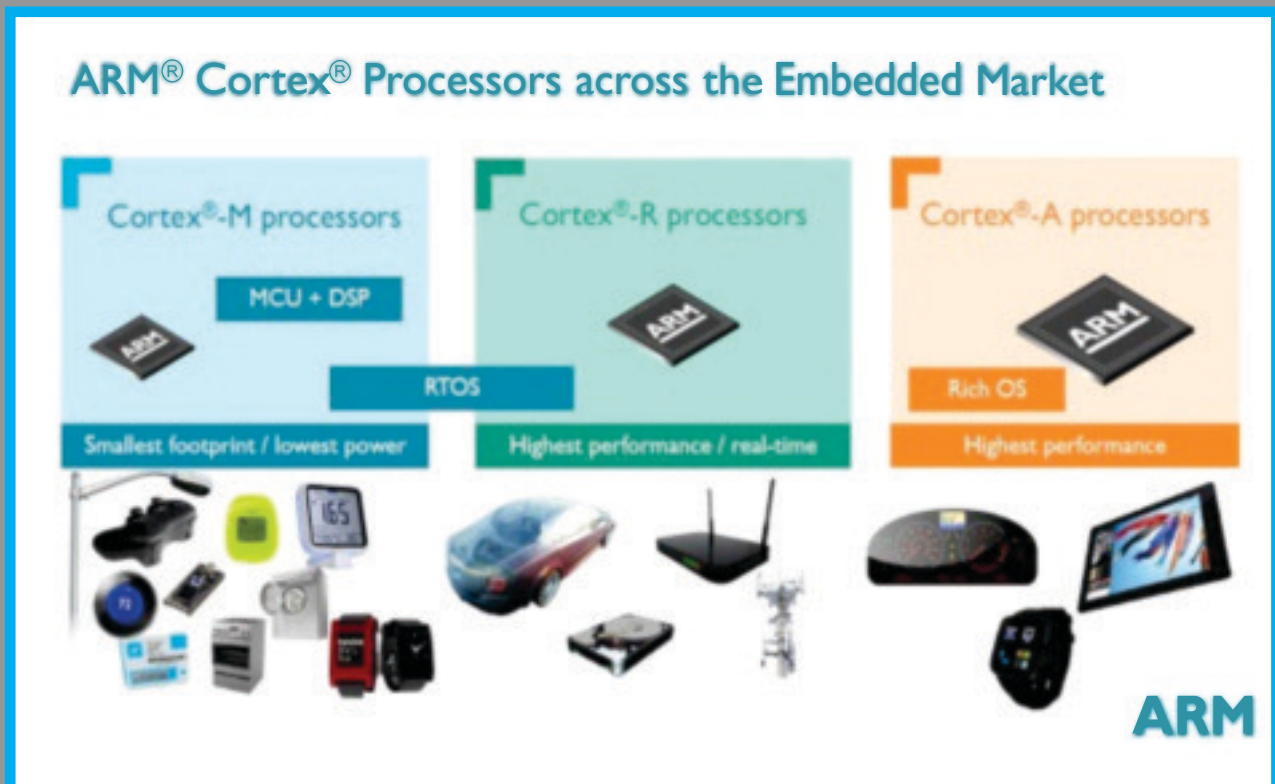 ARM® Cortex® Processors across the Embedded Market
Cortex®-M processors
MCU + DSP
ARM
RTOS
Smallest footprint / lowest power
Cortex®-R processors
ARM
Highest performance / real-time
Cortex®-A processors
ARM
Rich OS
Highest performance
165
72
ARM